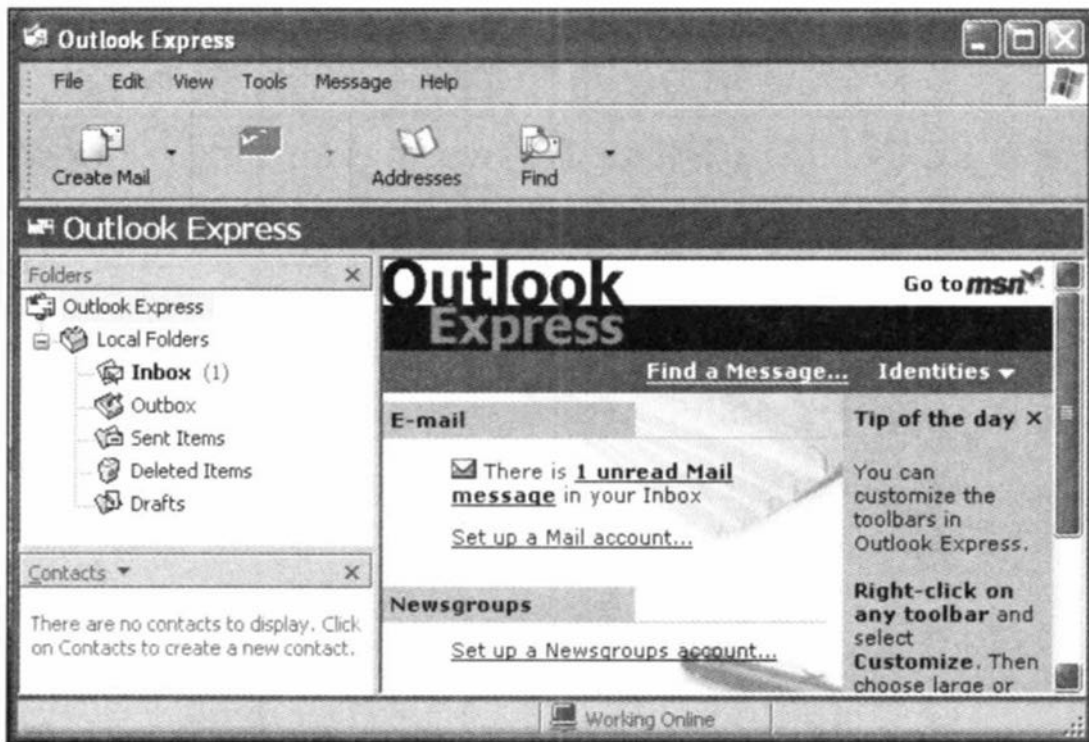 Outlook Express
File Edit View Tools Message Help
Create Mail Addresses Find
Outlook Express
Folders
Outlook Express
Local Folders
Inbox (1)
Outbox
Sent Items
Deleted Items
Drafts
Contacts
There are no contacts to display. Click
on Contacts to create a new contact.
Outlook
Express
Go to msn
Find a Message... Identities
E-mail
There is 1 unread Mail
message in your Inbox
Set up a Mail account...
Newsgroups
Set up a Newsgroups account...
Tip of the day
You can
customize the
toolbars in
Outlook Express.
Right-click on
any toolbar and
select
Customize. Then
choose large or
Working Online